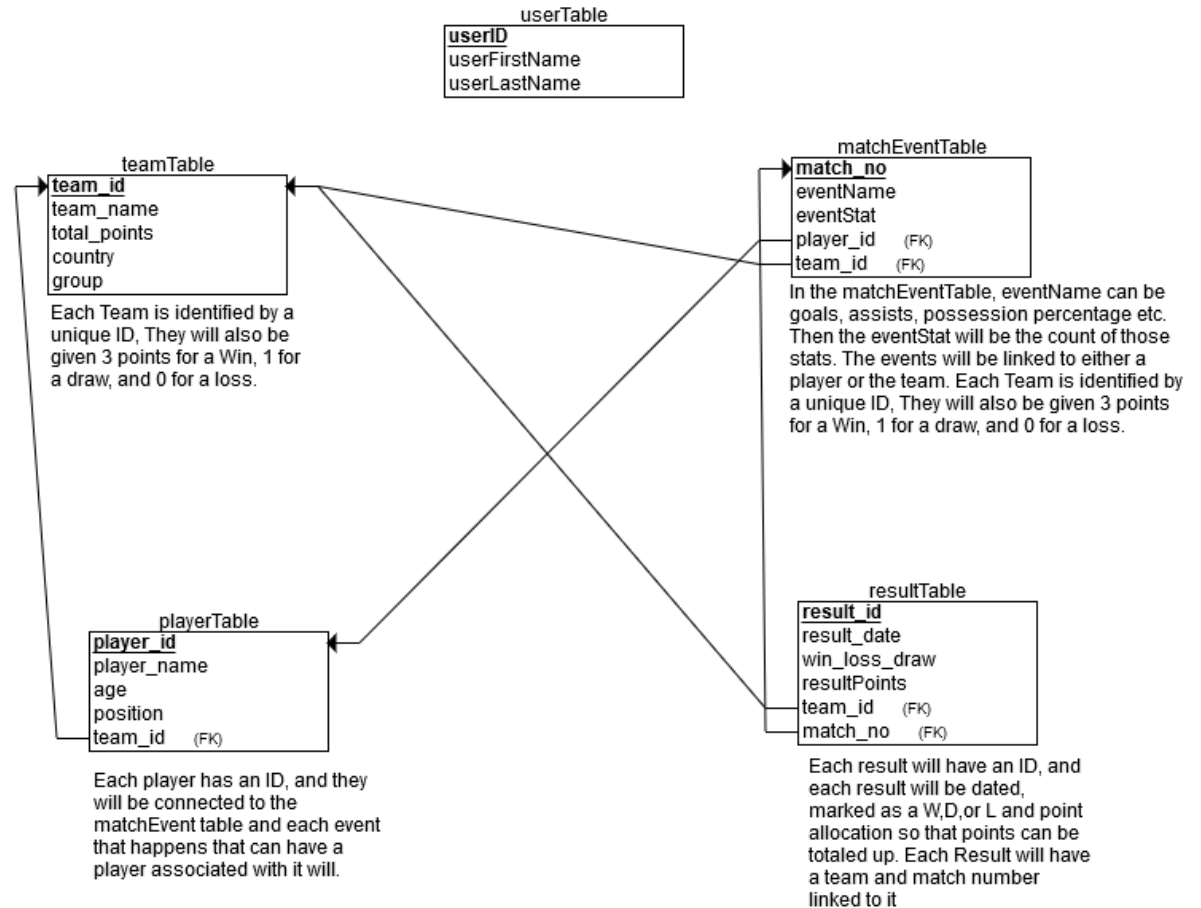 userTable
userID
userFirstName
userLastName
teamTable
team_id
team_name
total_points
country
group
Each Team is identified by a
unique ID, They will also be
given 3 points for a Win, 1 for
a draw, and 0 for a loss.
matchEventTable
match_no
eventName
eventStat
player_id (FK)
team_id (FK)
In the matchEventTable, eventName can be
goals, assists, possession percentage etc.
Then the eventStat will be the count of those
stats. The events will be linked to either a
player or the team. Each Team is identified by
a unique ID, They will also be given 3 points
for a Win, 1 for a draw, and 0 for a loss.
playerTable
player_id
player_name
age
position
team_id (FK)
Each player has an ID, and they
will be connected to the
matchEvent table and each event
that happens that can have a
player associated with it will.
resultTable
result_id
result_date
win_loss_draw
resultPoints
team_id (FK)
match_no (FK)
Each result will have an ID, and
each result will be dated,
marked as a W,D,or L and point
allocation so that points can be
totaled up. Each Result will have
a team and match number
linked to it